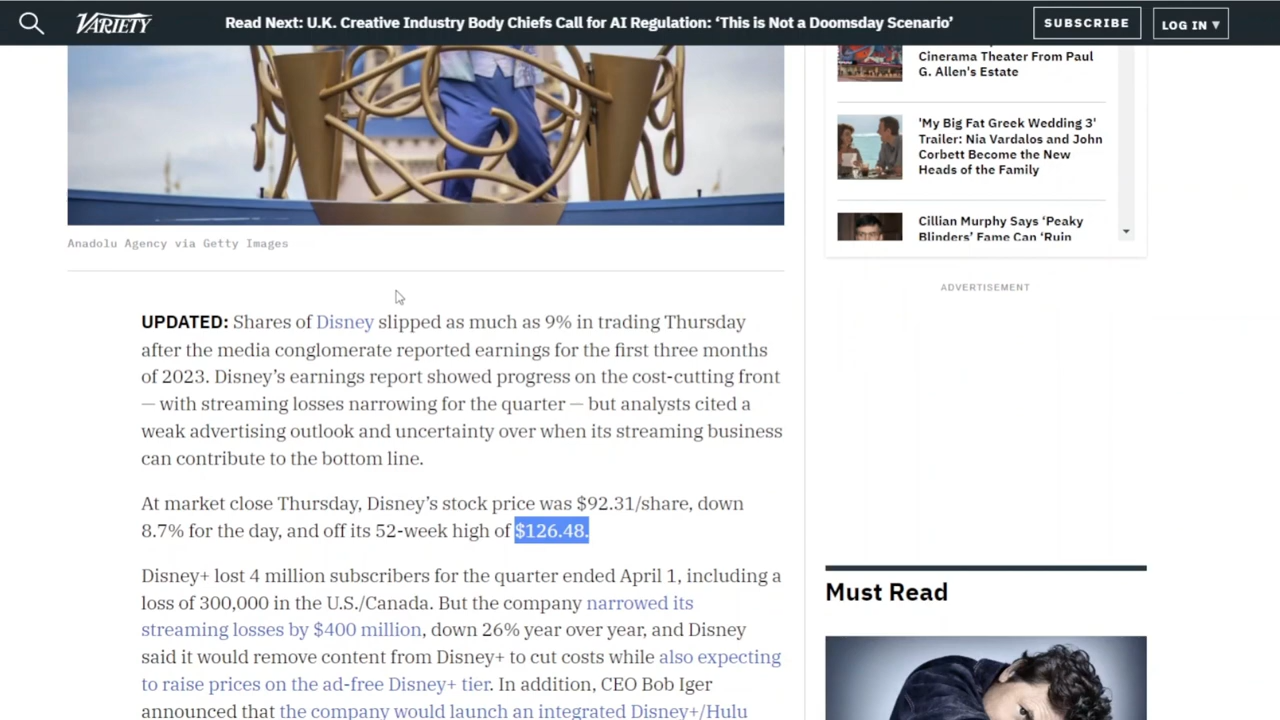 VARIETY
Read Next: U.K. Creative Industry Body Chiefs Call for AI Regulation: ‘This is Not a Doomsday Scenario’
SUBSCRIBE
LOG IN ▾
Anadolu Agency via Getty Images
UPDATED: Shares of Disney slipped as much as 9% in trading Thursday
after the media conglomerate reported earnings for the first three months
of 2023. Disney’s earnings report showed progress on the cost-cutting front
— with streaming losses narrowing for the quarter — but analysts cited a
weak advertising outlook and uncertainty over when its streaming business
can contribute to the bottom line.
At market close Thursday, Disney’s stock price was $92.31/share, down
8.7% for the day, and off its 52-week high of $126.48.
Disney+ lost 4 million subscribers for the quarter ended April 1, including a
loss of 300,000 in the U.S./Canada. But the company narrowed its
streaming losses by $400 million, down 26% year over year, and Disney
said it would remove content from Disney+ to cut costs while also expecting
to raise prices on the ad-free Disney+ tier. In addition, CEO Bob Iger
announced that the company would launch an integrated Disney+/Hulu
Cinerama Theater From Paul
G. Allen's Estate
'My Big Fat Greek Wedding 3'
Trailer: Nia Vardalos and John
Corbett Become the New
Heads of the Family
Cillian Murphy Says ‘Peaky
Blinders’ Fame Can ‘Ruin
ADVERTISEMENT
Must Read